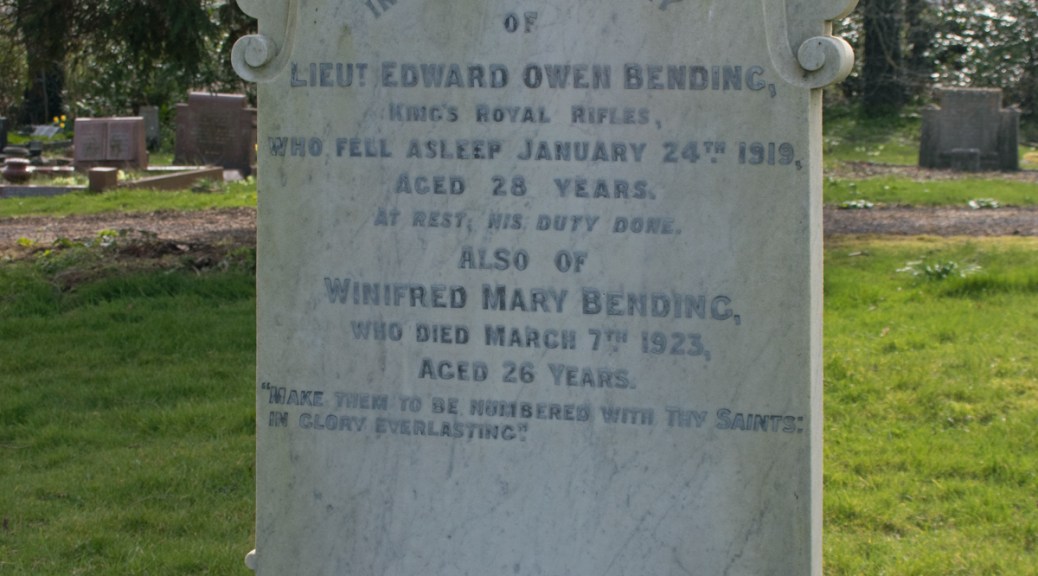 OF
LIEUT EDWARD OWEN BENDING,
KING'S ROYAL RIFLES,
WHO FELL ASLEEP JANUARY 24TH 1919,
AGED 28 YEARS.
AT REST, HIS DUTY DONE.
ALSO OF
WINIFRED MARY BENDING,
WHO DIED MARCH 7TH 1923,
AGED 26 YEARS.
"MAKE THEM TO BE NUMBERED WITH THY SAINTS:
IN GLORY EVERLASTING."